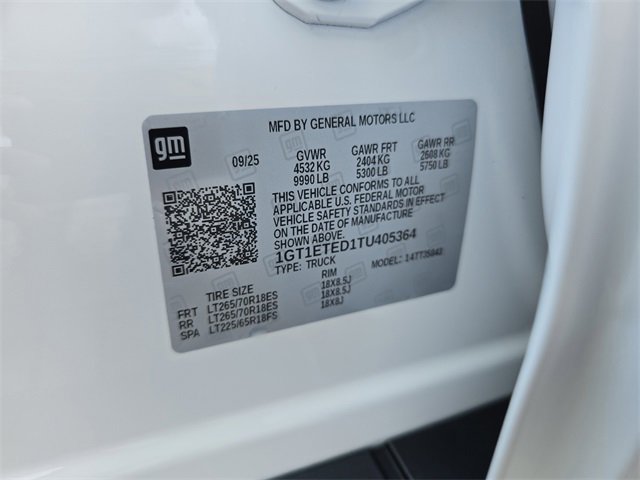 MFD BY GENERAL MOTORS LLC
gm
09/25 GVWR GAWR FRT GAWR RR
4532 KG 2404 KG 2608 KG
9990 LB 5300 LB 5750 LB
THIS VEHICLE CONFORMS TO ALL
APPLICABLE U.S. FEDERAL MOTOR
VEHICLE SAFETY STANDARDS IN EFFECT
ON THE DATE OF MANUFACTURE
SHOWN ABOVE.
1GT1ETED1TU405364
TYPE: TRUCK MODEL:
TIRE SIZE RIM
FRT LT265/70R18ES 18X8.5J
RR LT265/70R18ES 18X8.5J
SPA LT225/65R18FS 18X8J